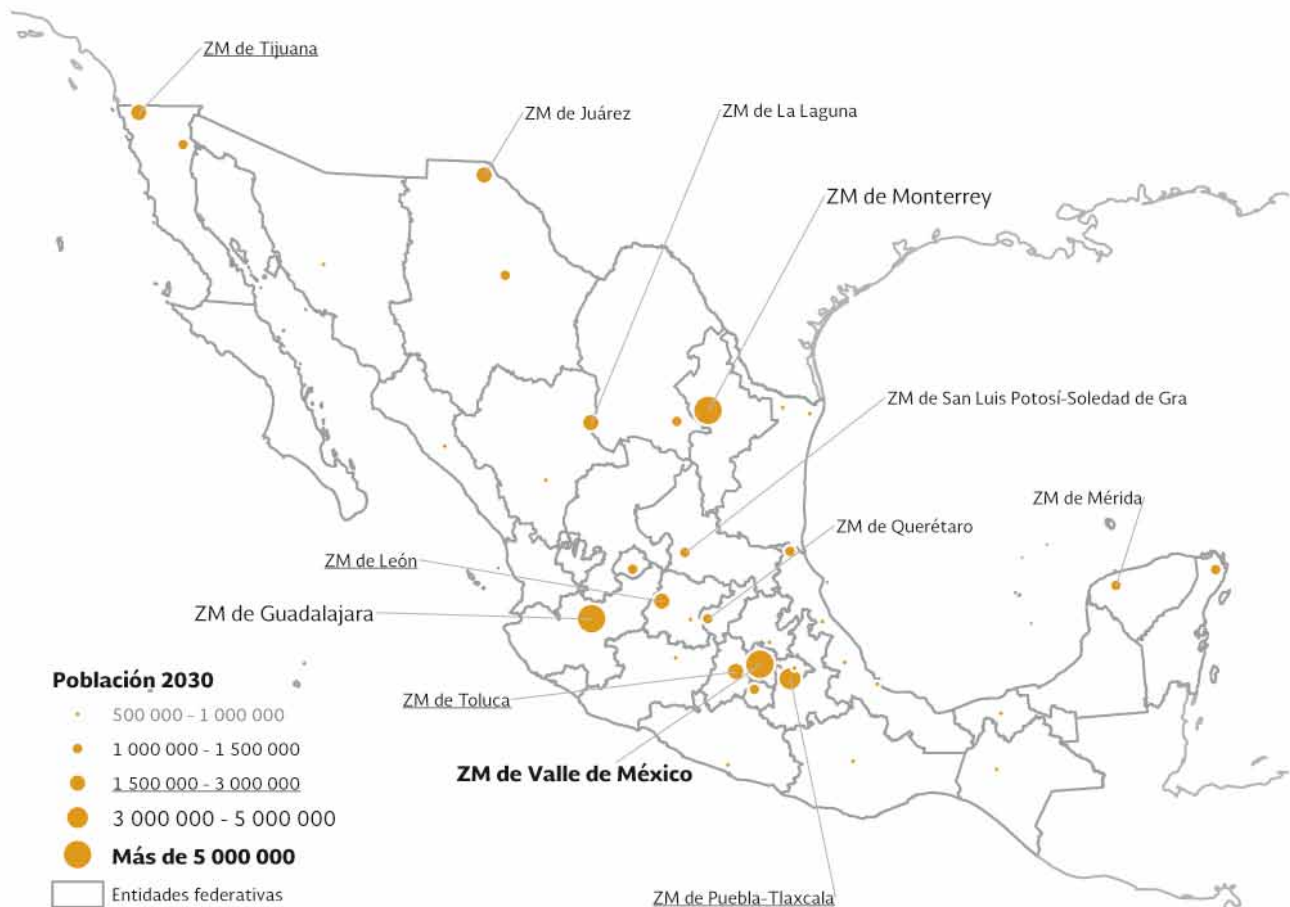 ZM de Tijuana
ZM de Juárez
ZM de La Laguna
ZM de Monterrey
ZM de San Luis Potosí-Soledad de Gra
ZM de Mérida
ZM de Querétaro
ZM de León
ZM de Guadalajara
Población 2030
500 000 - 1 000 000
1 000 000 - 1 500 000
1 500 000 - 3 000 000
3 000 000 - 5 000 000
Más de 5 000 000
Entidades federativas
ZM de Toluca
ZM de Valle de México
ZM de Puebla-Tlaxcala